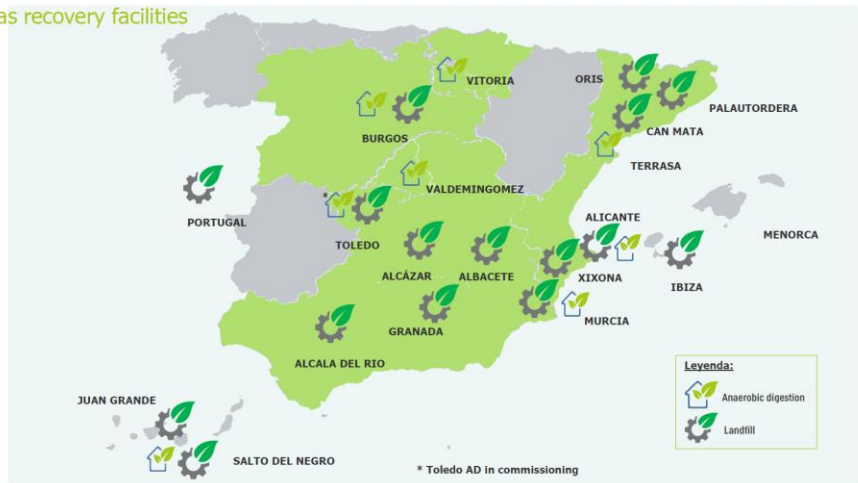 as recovery facilities
VITORIA
ORIS
PALAUTORDERA
BURGOS
CAN MATA
TERRASA
VALDEMINGOMEZ
*
PORTUGAL
ALICANTE
MENORCA
TOLEDO
ALCÁZAR
ALBACETE
XIXONA
IBIZA
GRANADA
MURCIA
ALCALA DEL RIO
Leyenda:
Anaerobic digestion
Landfill
JUAN GRANDE
SALTO DEL NEGRO
* Toledo AD in commissioning